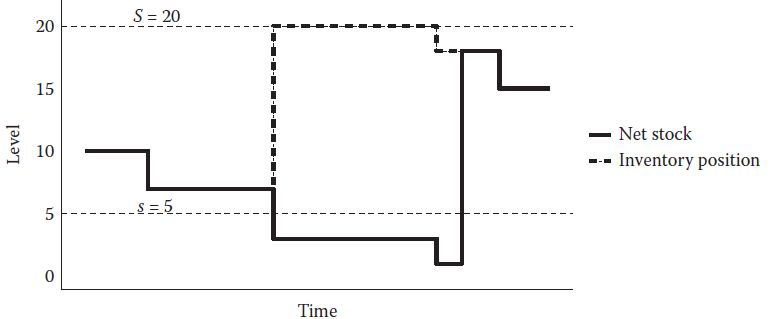 S = 20
20
15
10
5
0
s = 5
Level
Time
Net stock
Inventory position